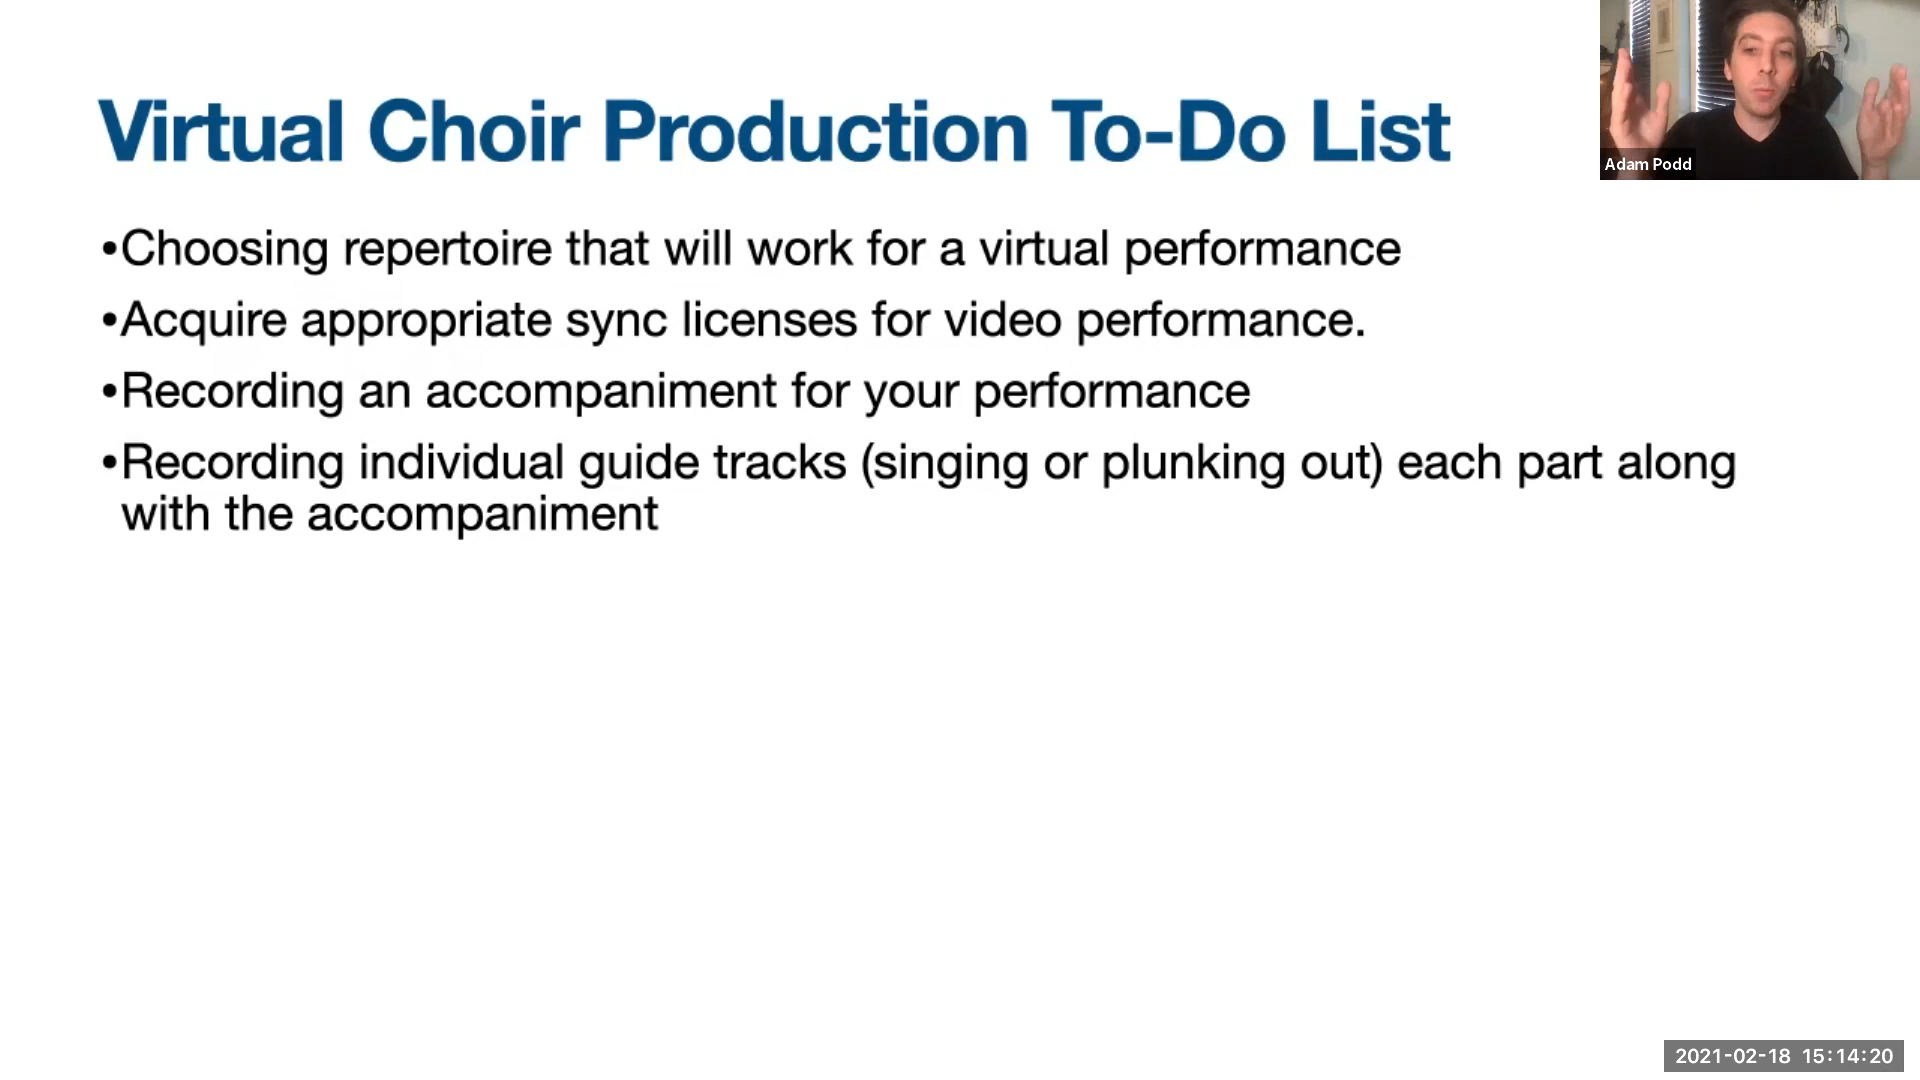 Virtual Choir Production To-Do List
Adam Podd
•Choosing repertoire that will work for a virtual performance
•Acquire appropriate sync licenses for video performance.
•Recording an accompaniment for your performance
•Recording individual guide tracks (singing or plunking out) each part along
with the accompaniment
2021-02-18 15:14:20